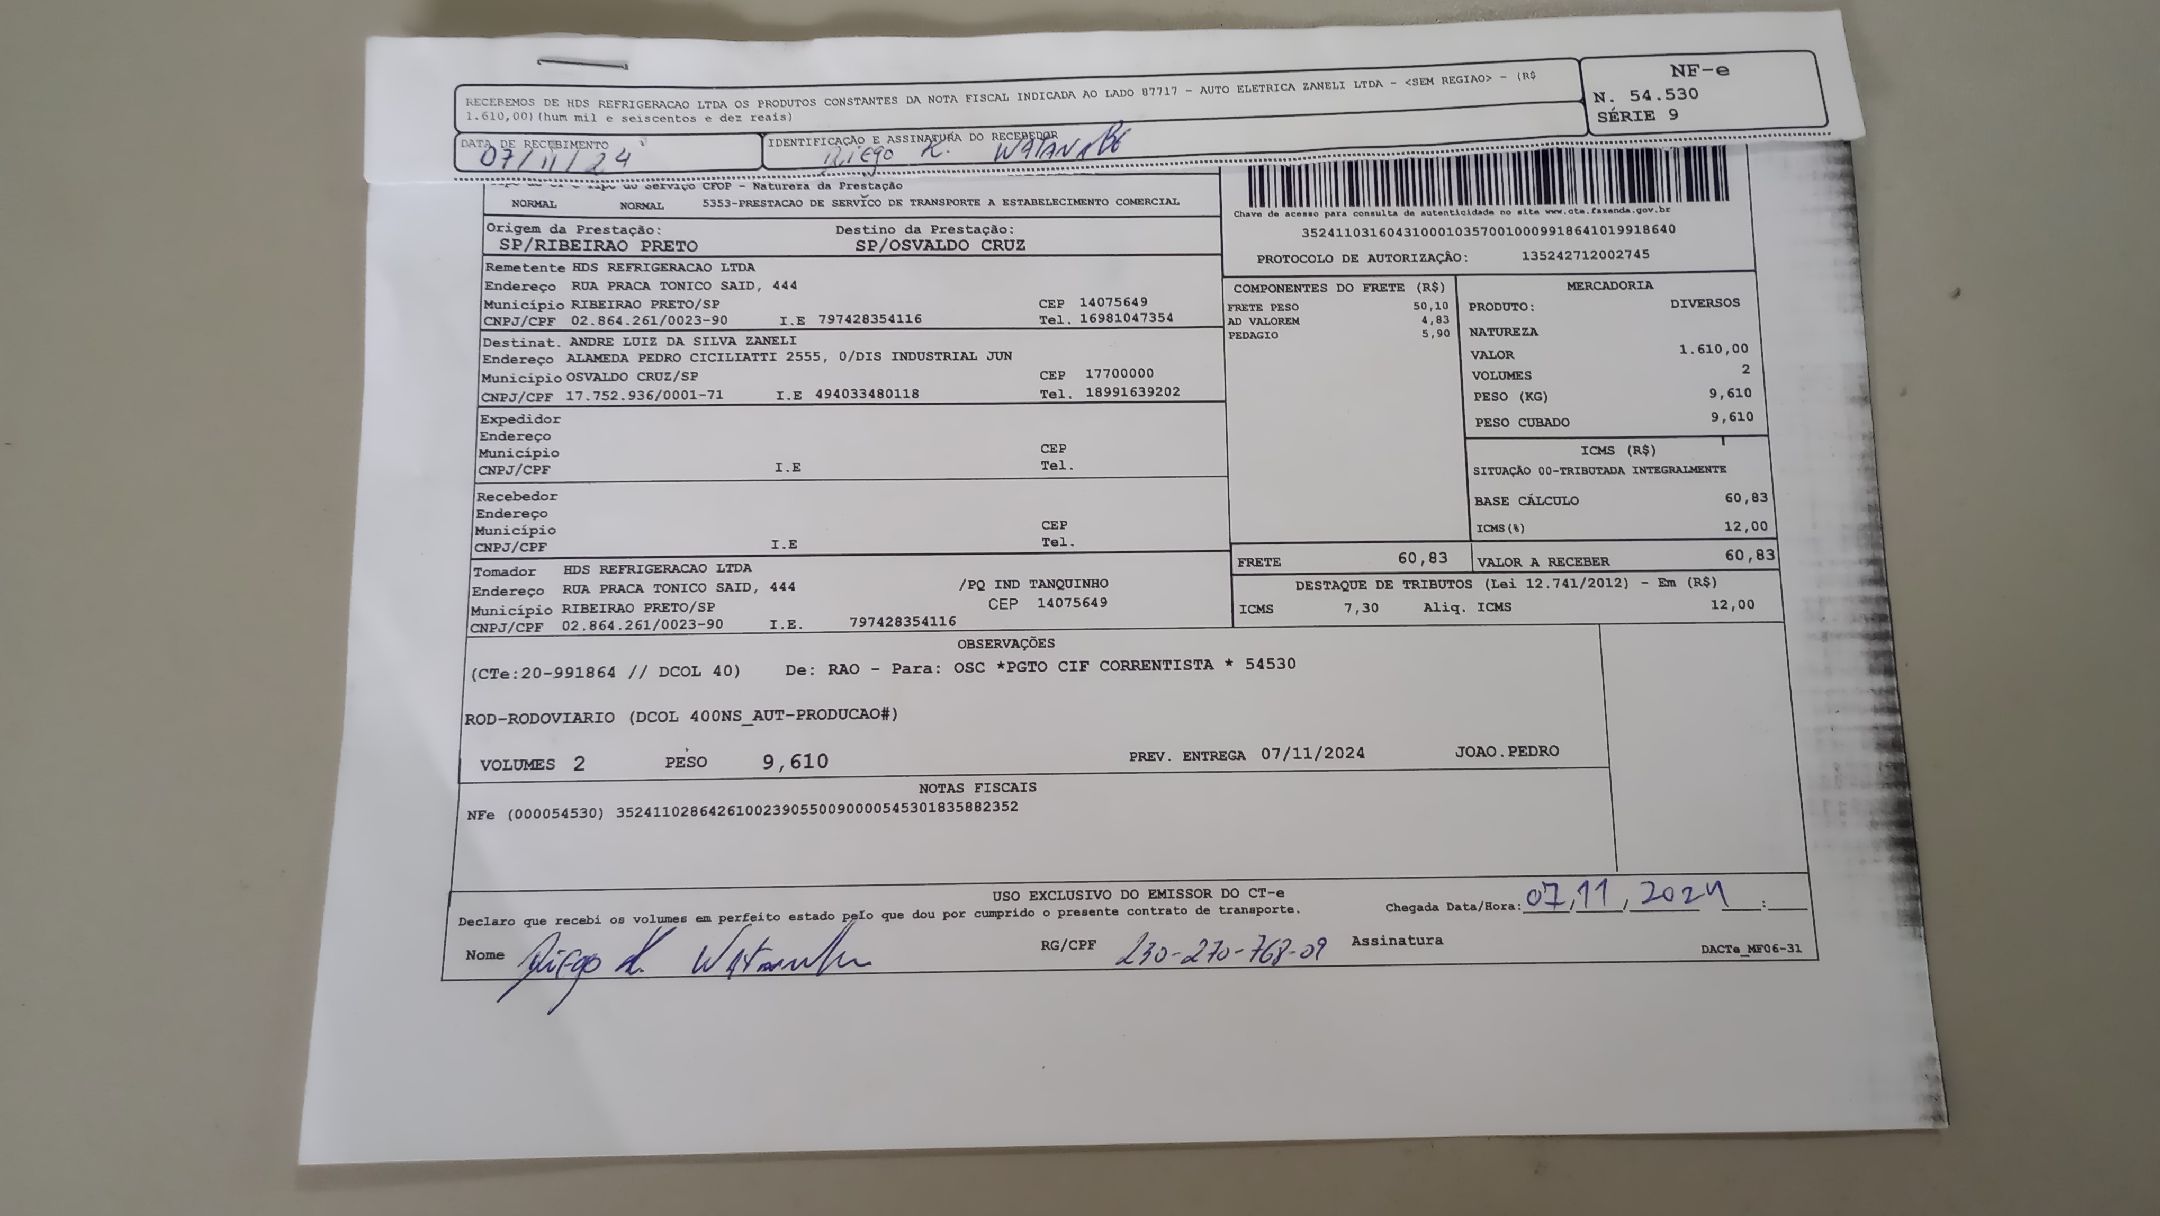 RECEBEMOS DE HDS REFRIGERACAO LTDA OS PRODUTOS CONSTANTES DA NOTA FISCAL INDICADA AO LADO 87717 - AUTO ELETRICA ZANELI LTDA - <SEM REGIAO> - (R$
1.610,00)(hum mil e seiscentos e dez reais)
NF-e
N. 54.530
SÉRIE 9
DATA DE RECEBIMENTO
07/11/24
IDENTIFICAÇÃO E ASSINATURA DO RECEBEDOR
Diego K. WATANABE
do Serviço CFOP - Natureza da Prestação
NORMAL NORMAL 5353-PRESTACAO DE SERVÍCO DE TRANSPORTE A ESTABELECIMENTO COMERCIAL
Origem da Prestação: Destino da Prestação:
SP/RIBEIRAO PRETO SP/OSVALDO CRUZ
Chave de acesso para consulta de autenticidade no site www.cte.fazenda.gov.br
35241103160431000103570010009918641019918640
PROTOCOLO DE AUTORIZAÇÃO: 135242712002745
Remetente HDS REFRIGERACAO LTDA
Endereço RUA PRACA TONICO SAID, 444
Município RIBEIRAO PRETO/SP CEP 14075649
CNPJ/CPF 02.864.261/0023-90 I.E 797428354116 Tel. 16981047354
Destinat. ANDRE LUIZ DA SILVA ZANELI
Endereço ALAMEDA PEDRO CICILIATTI 2555, 0/DIS INDUSTRIAL JUN
Município OSVALDO CRUZ/SP CEP 17700000
CNPJ/CPF 17.752.936/0001-71 I.E 494033480118 Tel. 18991639202
Expedidor
Endereço
Município CEP
CNPJ/CPF I.E Tel.
Recebedor
Endereço
Município CEP
CNPJ/CPF I.E Tel.
Tomador HDS REFRIGERACAO LTDA
Endereço RUA PRACA TONICO SAID, 444 /PQ IND TANQUINHO
Município RIBEIRAO PRETO/SP CEP 14075649
CNPJ/CPF 02.864.261/0023-90 I.E. 797428354116
COMPONENTES DO FRETE (R$)
FRETE PESO 50,10
AD VALOREM 4,83
PEDAGIO 5,90
MERCADORIA
PRODUTO: DIVERSOS
NATUREZA
VALOR 1.610,00
VOLUMES 2
PESO (KG) 9,610
PESO CUBADO 9,610
ICMS (R$)
SITUAÇÃO 00-TRIBUTADA INTEGRALMENTE
BASE CÁLCULO 60,83
ICMS(%) 12,00
FRETE 60,83 VALOR A RECEBER 60,83
DESTAQUE DE TRIBUTOS (Lei 12.741/2012) - Em (R$)
ICMS 7,30 Aliq. ICMS 12,00
OBSERVAÇÕES
(CTe:20-991864 // DCOL 40) De: RAO - Para: OSC *PGTO CIF CORRENTISTA * 54530
ROD-RODOVIARIO (DCOL 400NS_AUT-PRODUCAO#)
VOLUMES 2 PESO 9,610 PREV. ENTREGA 07/11/2024 JOAO.PEDRO
NOTAS FISCAIS
NFe (000054530) 35241102864261002390550090000545301835882352
USO EXCLUSIVO DO EMISSOR DO CT-e
Declaro que recebi os volumes em perfeito estado pelo que dou por cumprido o presente contrato de transporte.
Chegada Data/Hora: 07/11/2024 :
Nome Diego K. Watanabe RG/CPF 230-270-768-09 Assinatura
DACTe_MF06-31